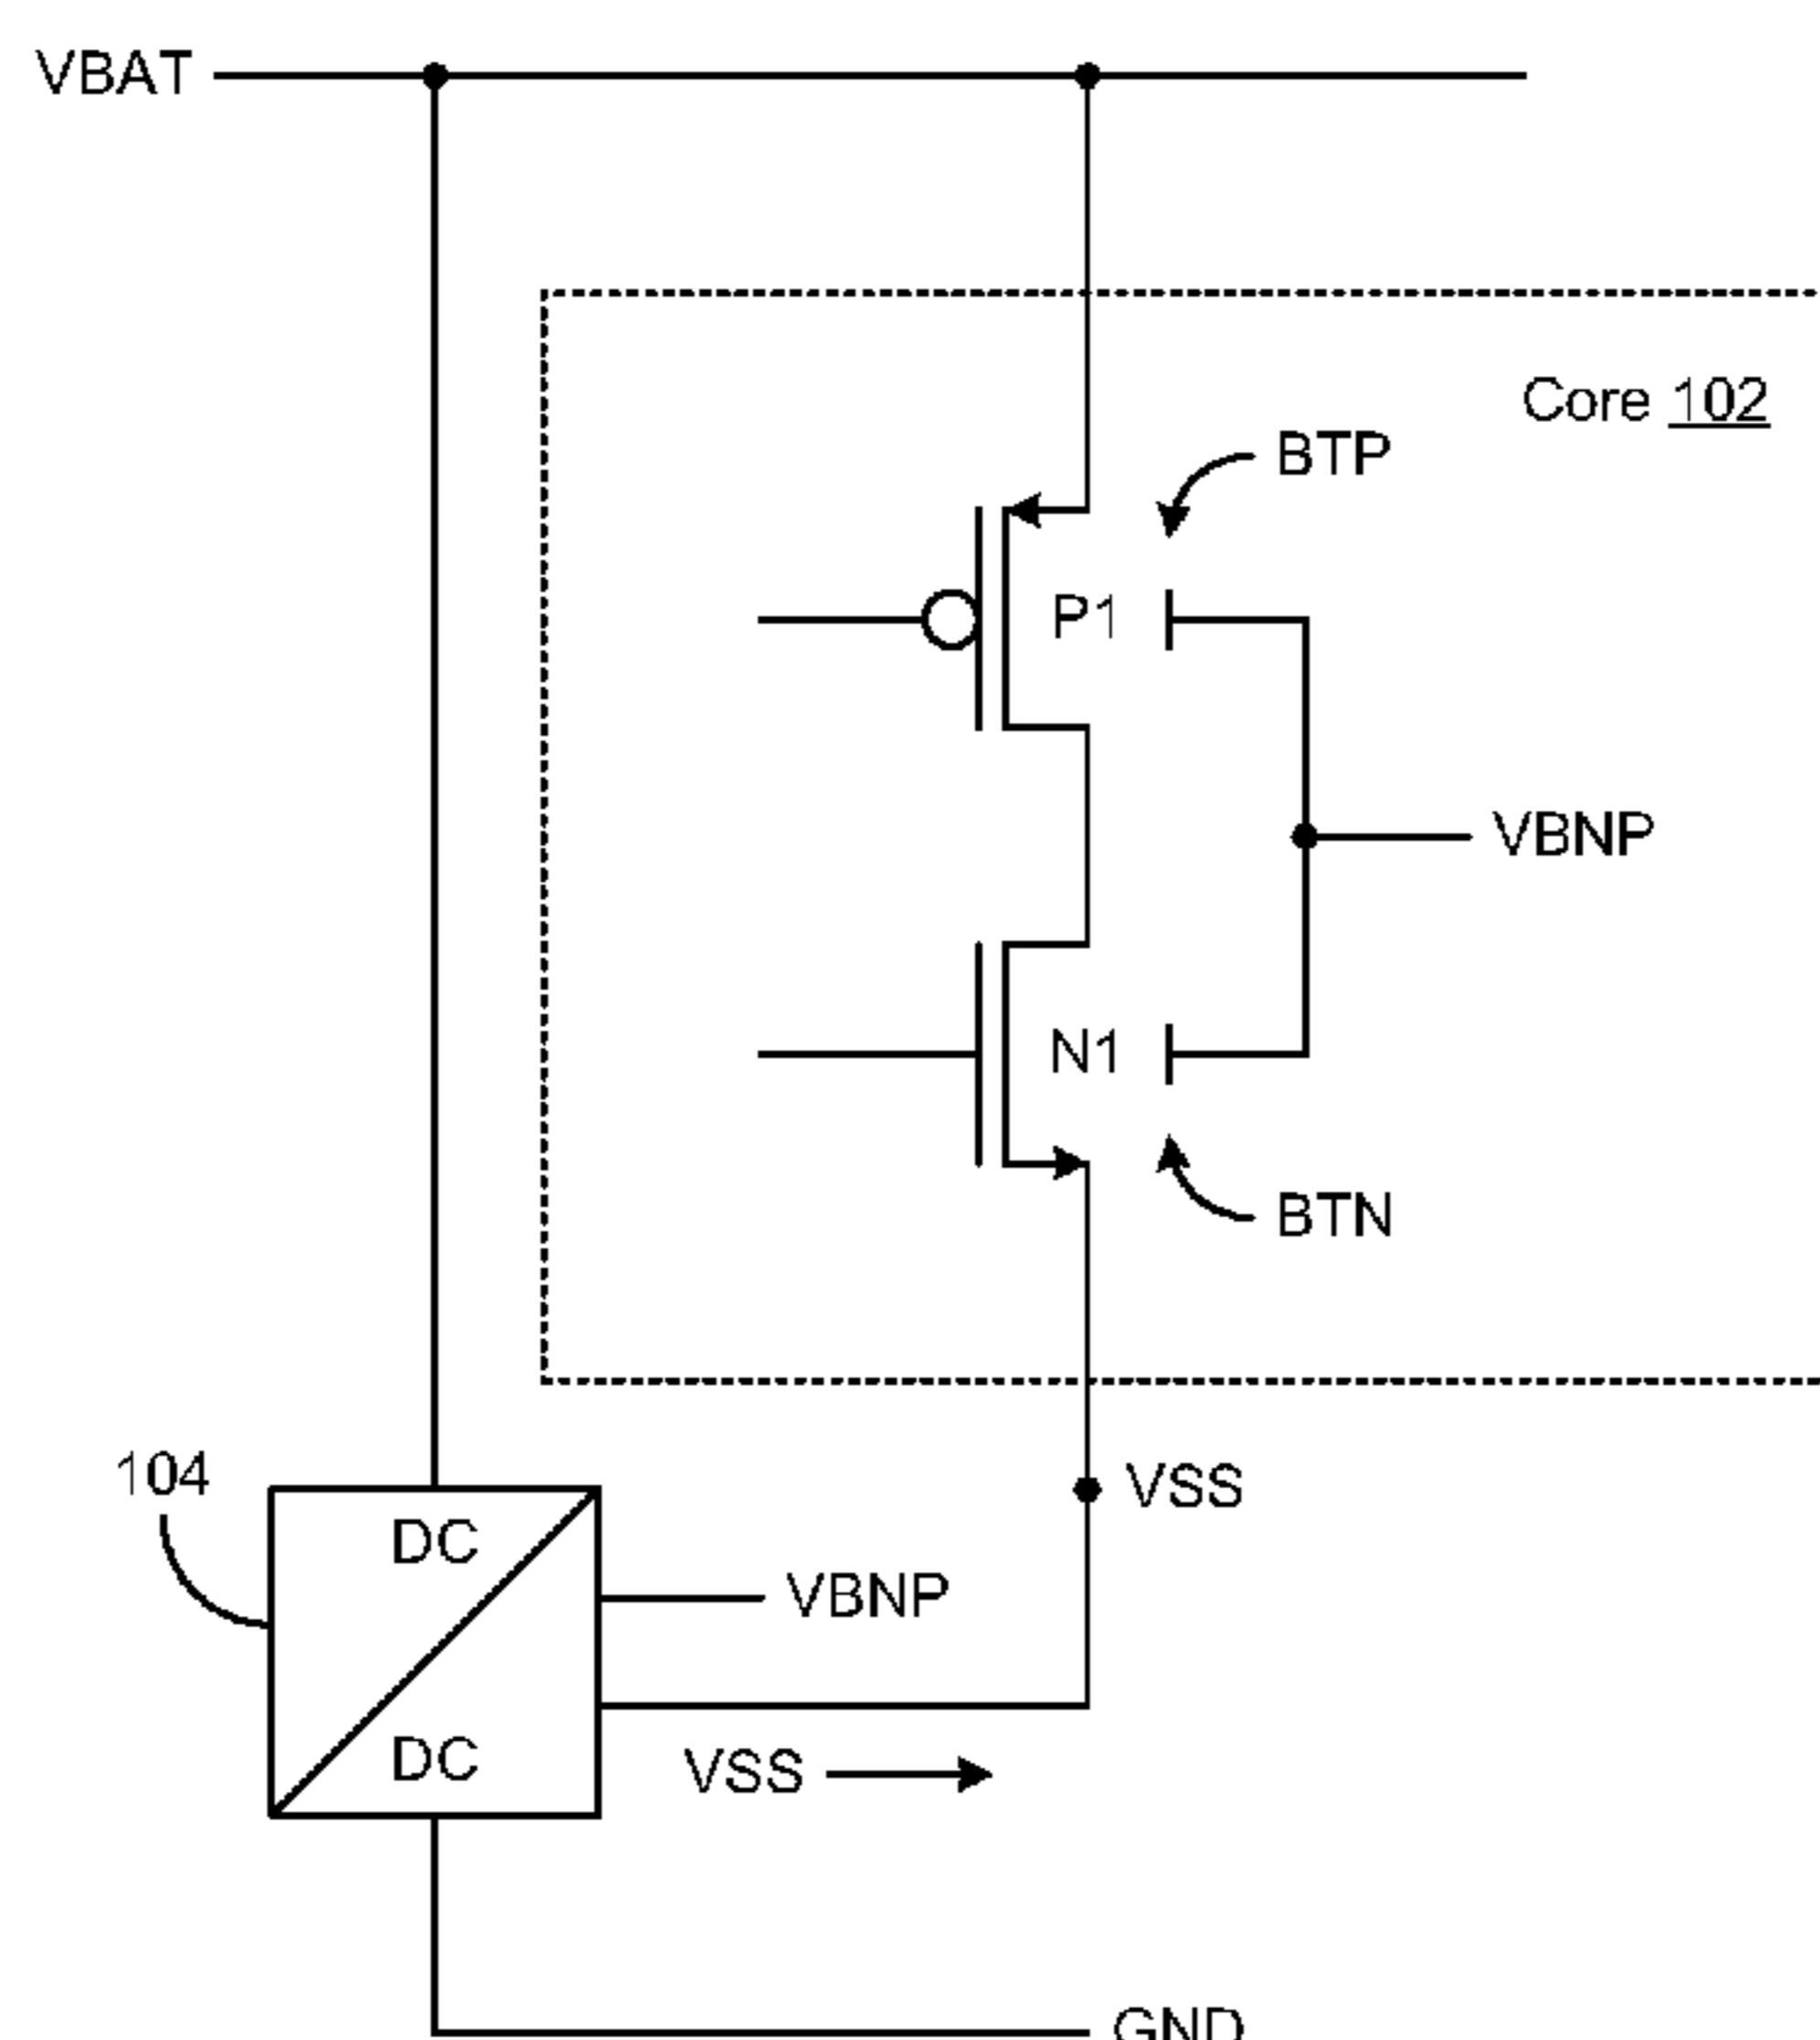 VBAT
Core 102
BTP
P1
VBNP
N1
BTN
104
VSS
DC
VBNP
DC
VSS
GND